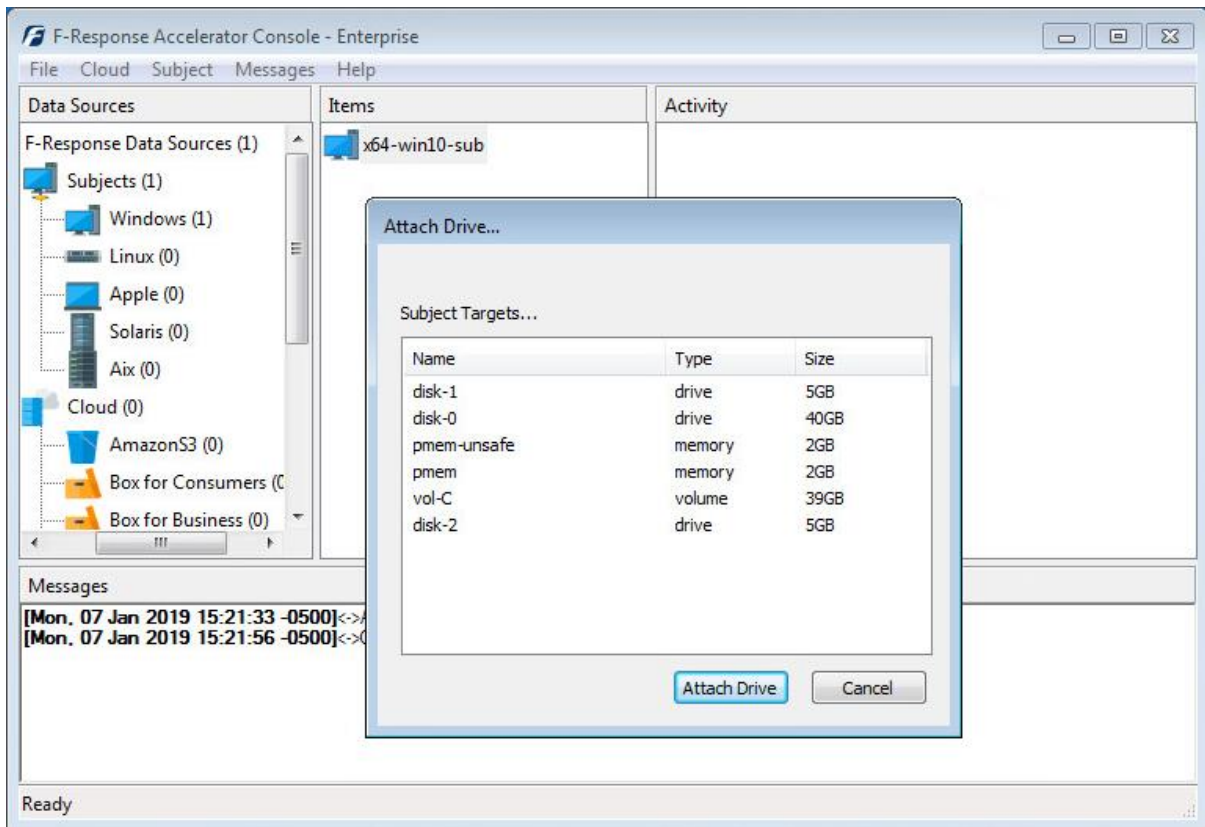 F-Response Accelerator Console - Enterprise
File Cloud Subject Messages Help
Data Sources
F-Response Data Sources (1)
Subjects (1)
Windows (1)
Linux (0)
Apple (0)
Solaris (0)
Aix (0)
Cloud (0)
AmazonS3 (0)
Box for Consumers (
Box for Business (0)
Items
x64-win10-sub
Activity
Attach Drive...
Subject Targets...
Name Type Size
disk-1 drive 5GB
disk-0 drive 40GB
pmem-unsafe memory 2GB
pmem memory 2GB
vol-C volume 39GB
disk-2 drive 5GB
Attach Drive Cancel
Messages
[Mon, 07 Jan 2019 15:21:33 -0500]<->
[Mon, 07 Jan 2019 15:21:56 -0500]<->
Ready